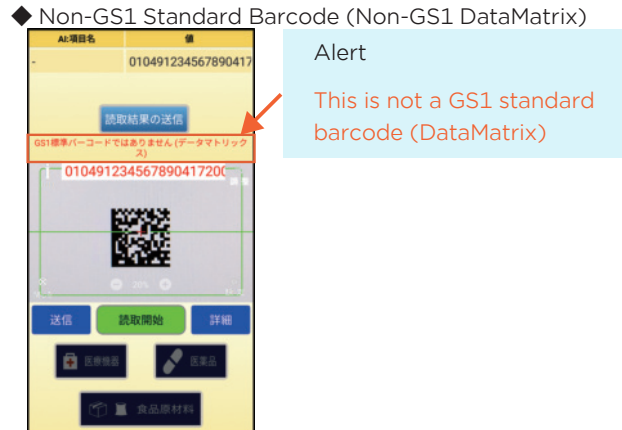 ◆ Non-GS1 Standard Barcode (Non-GS1 DataMatrix)
AI:項目名 値
- 010491234567890417
Alert
This is not a GS1 standard
barcode (DataMatrix)
読取結果の送信
GS1標準バーコードではありません(データマトリック
ス)
01049123456789041720
20%
送信 読取開始 詳細
医療機器 医薬品
食品原材料